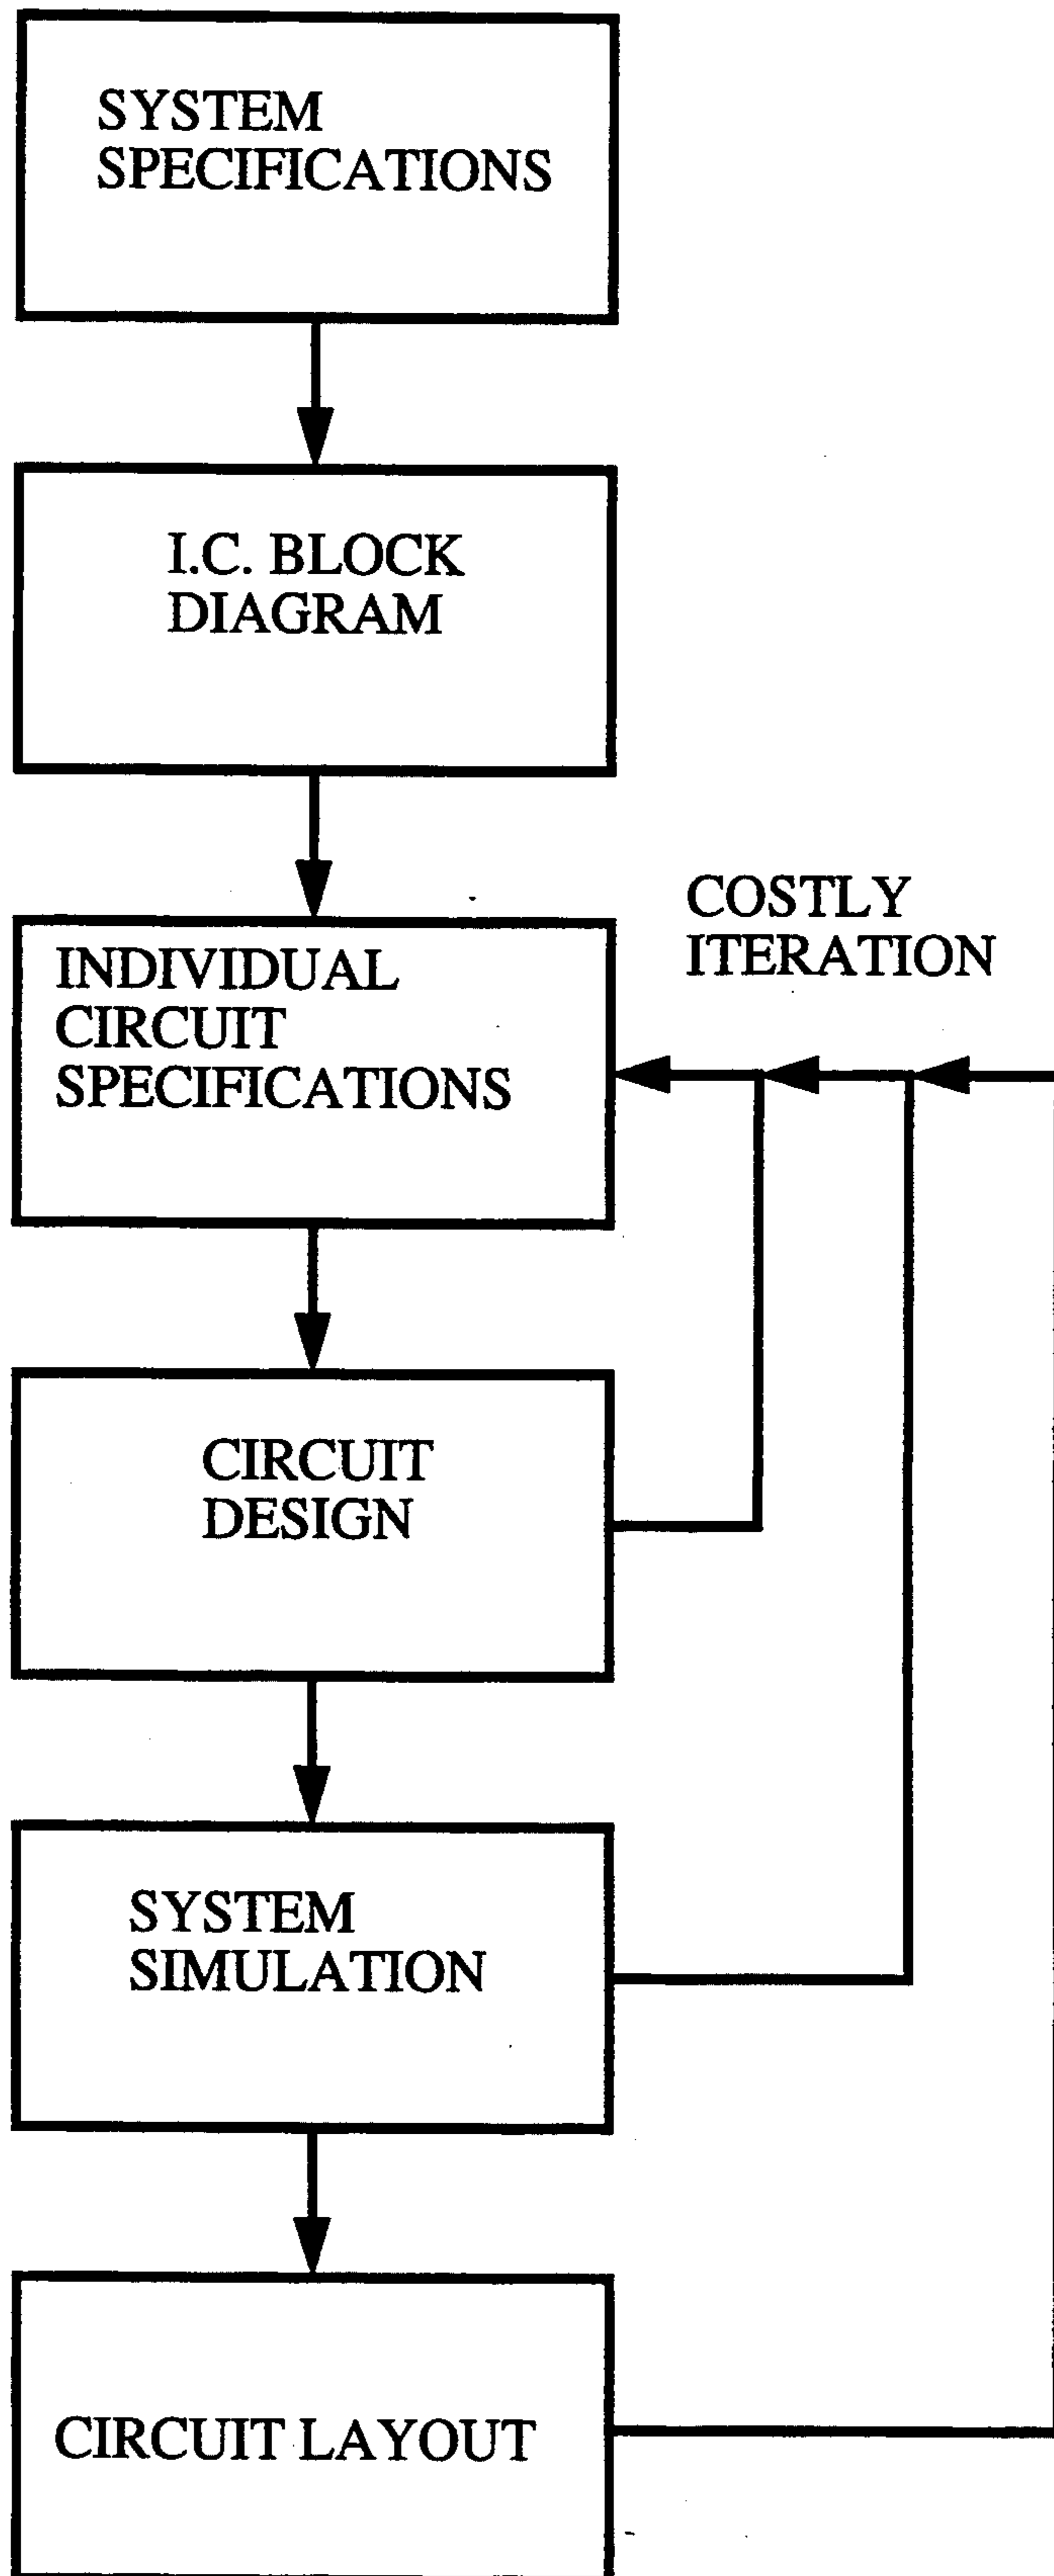 SYSTEM
SPECIFICATIONS
I.C. BLOCK
DIAGRAM
COSTLY
ITERATION
INDIVIDUAL
CIRCUIT
SPECIFICATIONS
CIRCUIT
DESIGN
SYSTEM
SIMULATION
CIRCUIT LAYOUT